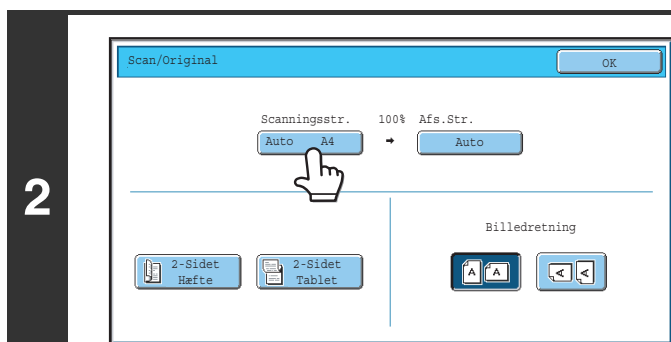 Scan/Original
OK
Scanningsstr. 100% Afs.Str.
Auto A4 → Auto
2
Billedretning
2-Sidet
Hæfte
2-Sidet
Tablet
A A
A A